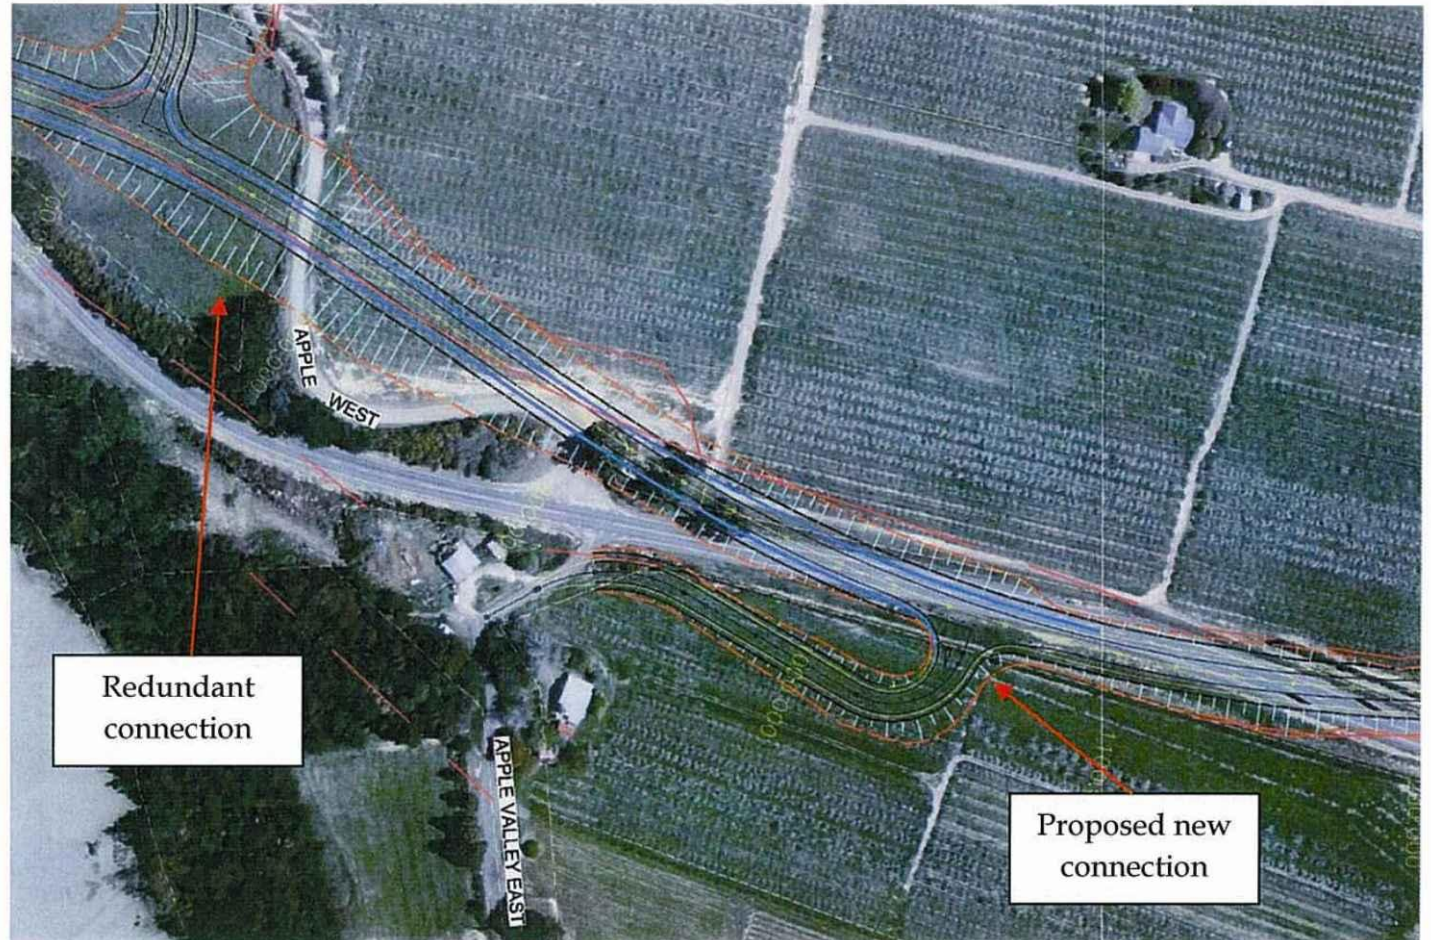 APPLE
WEST
Redundant
connection
APPLE VALLEY EAST
Proposed new
connection